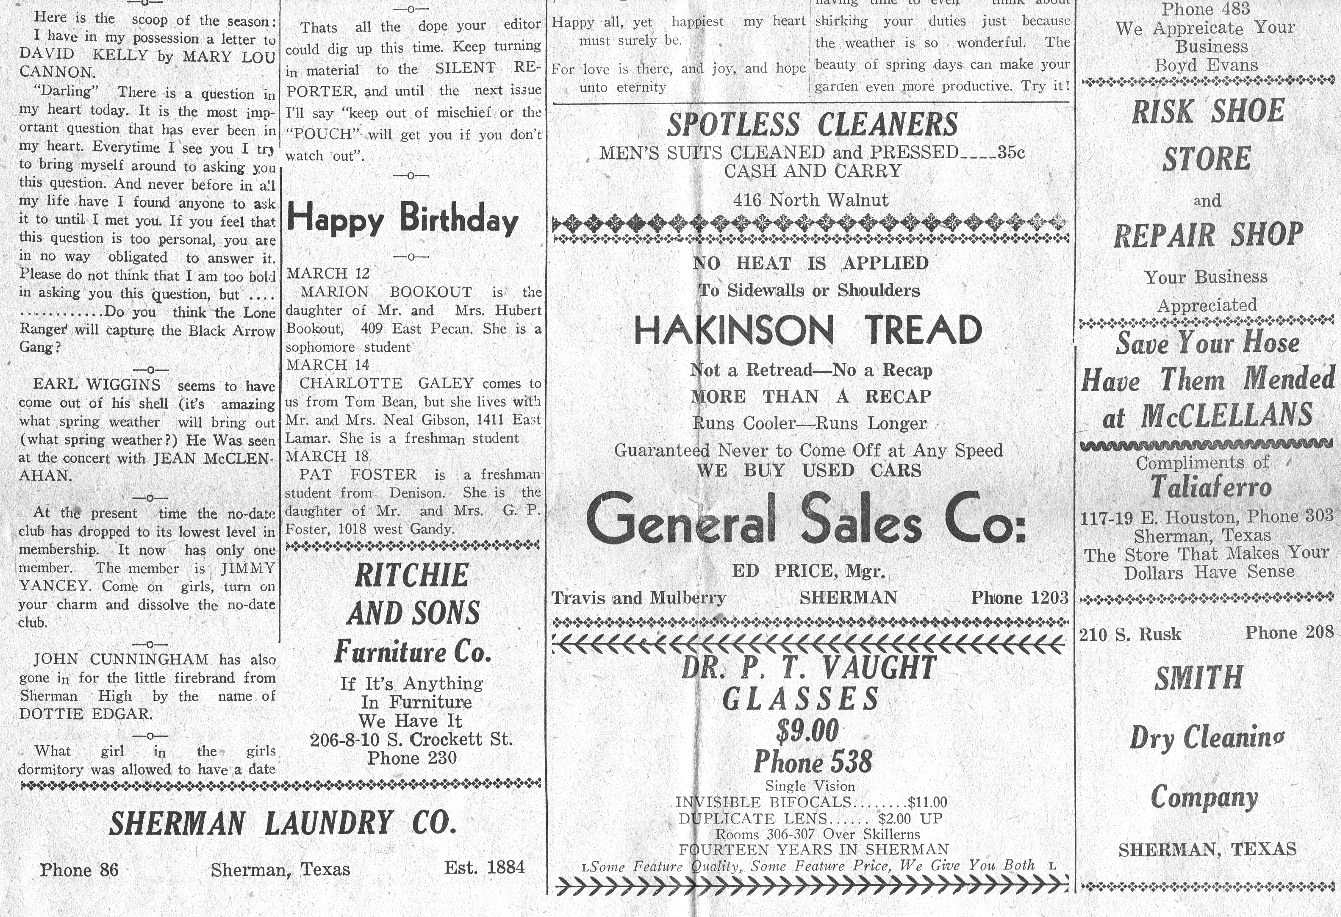 Here is the scoop of the season:
I have in my possession a letter to
DAVID KELLY by MARY LOU
CANNON.
"Darling" There is a question in
my heart today. It is the most imp-
ortant question that has ever been in
my heart. Everytime I see you I try
to bring myself around to asking you
this question. And never before in all
my life have I found anyone to ask
it to until I met you. If you feel that
this question is too personal, you are
in no way obligated to answer it.
Please do not think that I am too bold
in asking you this question, but ....
............Do you think the Lone
Ranger will capture the Black Arrow
Gang?
—o—
EARL WIGGINS seems to have
come out of his shell (it's amazing
what spring weather will bring out
(what spring weather?) He Was seen
at the concert with JEAN McCLEN-
AHAN.
—o—
At the present time the no-date
club has dropped to its lowest level in
membership. It now has only one
member. The member is JIMMY
YANCEY. Come on girls, turn on
your charm and dissolve the no-date
club.
—o—
JOHN CUNNINGHAM has also
gone in for the little firebrand from
Sherman High by the name of
DOTTIE EDGAR.
—o—
What girl in the girls
dormitory was allowed to have a date
—o—
Thats all the dope your editor
could dig up this time. Keep turning
in material to the SILENT RE-
PORTER, and until the next issue
I'll say "keep out of mischief or the
"POUCH" will get you if you don't
watch out".
—o—
Happy Birthday
—o—
MARCH 12
MARION BOOKOUT is the
daughter of Mr. and Mrs. Hubert
Bookout, 409 East Pecan. She is a
sophomore student
MARCH 14
CHARLOTTE GALEY comes to
us from Tom Bean, but she lives with
Mr. and Mrs. Neal Gibson, 1411 East
Lamar. She is a freshman student
MARCH 18
PAT FOSTER is a freshman
student from Denison. She is the
daughter of Mr. and Mrs. G. P.
Foster, 1018 west Gandy.
RITCHIE
AND SONS
Furniture Co.
If It's Anything
In Furniture
We Have It
206-8-10 S. Crockett St.
Phone 230
SHERMAN LAUNDRY CO.
Phone 86 Sherman, Texas Est. 1884
Happy all, yet happiest my heart
must surely be.
For love is there, and joy, and hope
unto eternity
having time to even think about
shirking your duties just because
the weather is so wonderful. The
beauty of spring days can make your
garden even more productive. Try it!
SPOTLESS CLEANERS
MEN'S SUITS CLEANED and PRESSED____35c
CASH AND CARRY
416 North Walnut
NO HEAT IS APPLIED
To Sidewalls or Shoulders
HAKINSON TREAD
Not a Retread—No a Recap
MORE THAN A RECAP
Runs Cooler—Runs Longer
Guaranteed Never to Come Off at Any Speed
WE BUY USED CARS
General Sales Co:
ED PRICE, Mgr.
Travis and Mulberry SHERMAN Phone 1203
DR. P. T. VAUGHT
GLASSES
$9.00
Phone 538
Single Vision
INVISIBLE BIFOCALS........$11.00
DUPLICATE LENS...... $2.00 UP
Rooms 306-307 Over Skillerns
FOURTEEN YEARS IN SHERMAN
LSome Feature Quality, Some Feature Price, We Give You Both L
Phone 483
We Appreicate Your
Business
Boyd Evans
RISK SHOE
STORE
and
REPAIR SHOP
Your Business
Appreciated
Save Your Hose
Have Them Mended
at McCLELLANS
Compliments of
Taliaferro
117-19 E. Houston, Phone 303
Sherman, Texas
The Store That Makes Your
Dollars Have Sense
210 S. Rusk Phone 208
SMITH
Dry Cleaning
Company
SHERMAN, TEXAS